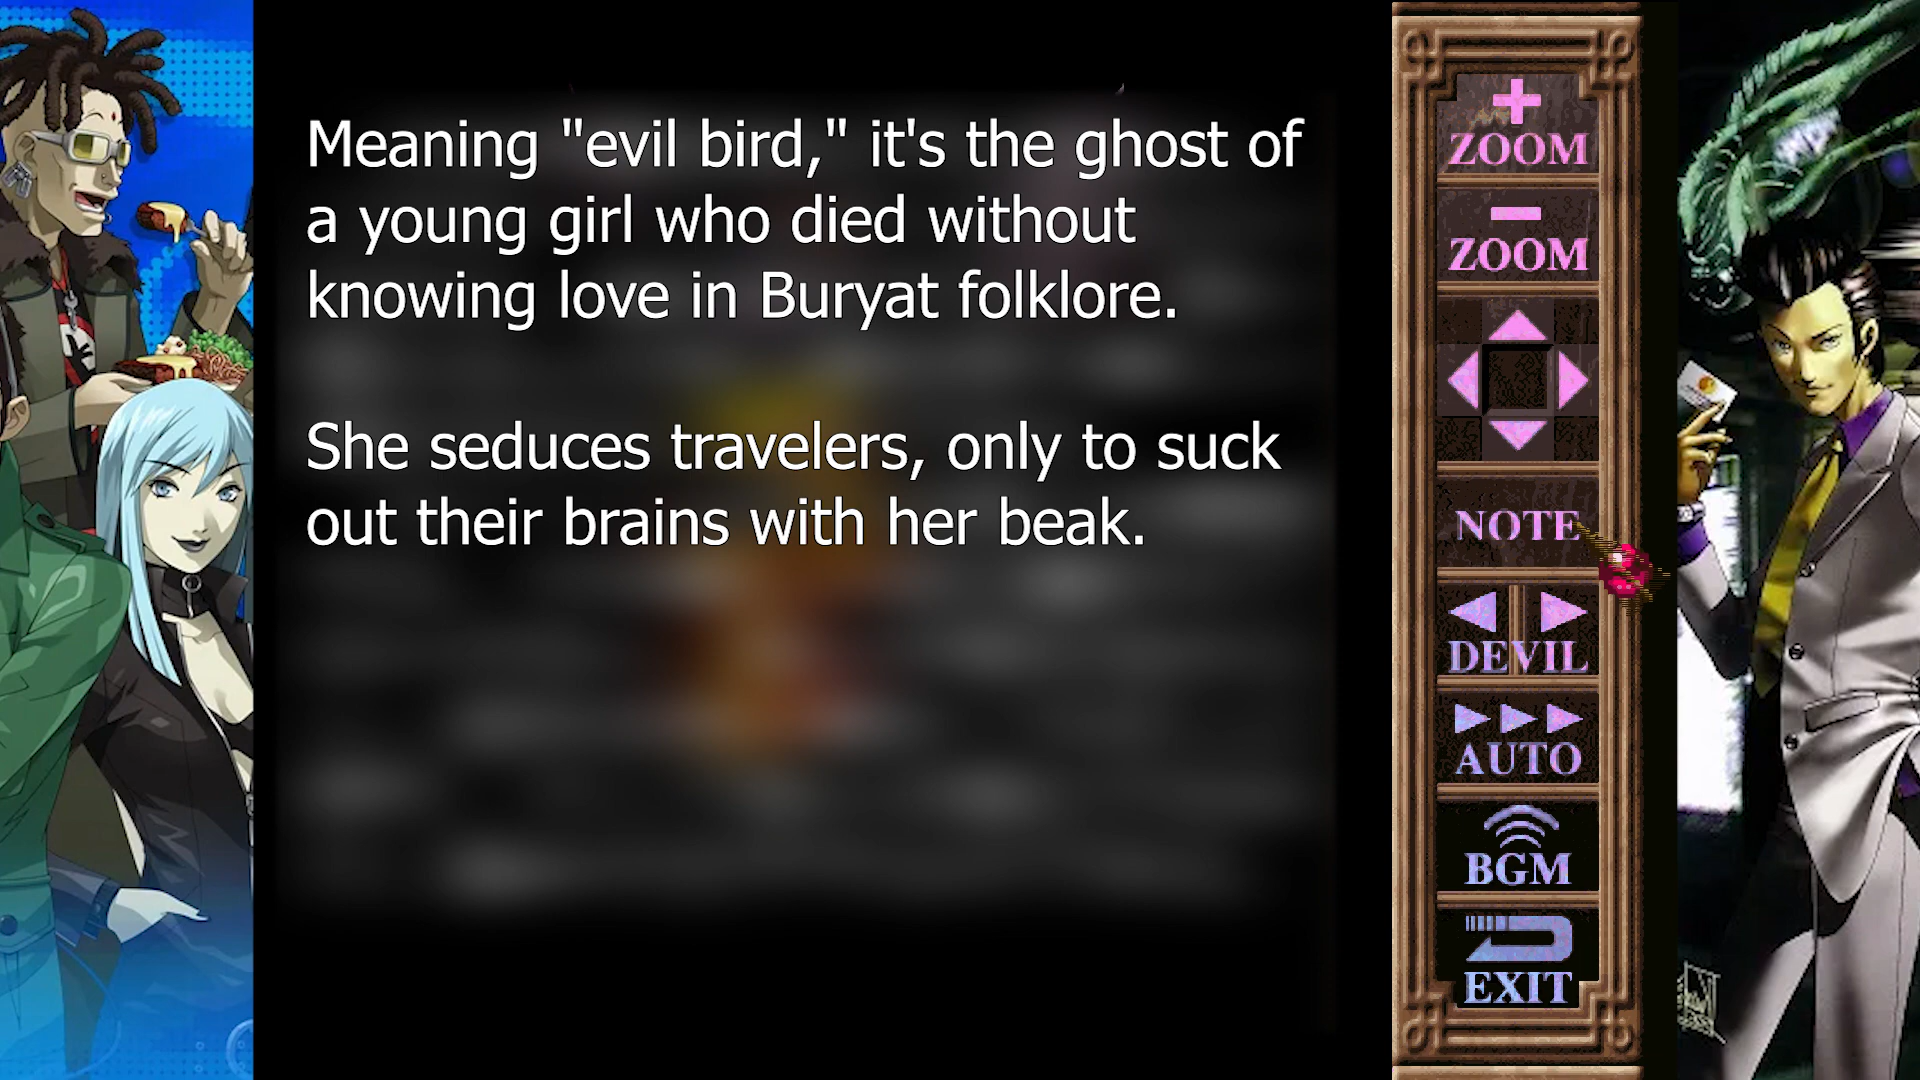 Meaning "evil bird," it's the ghost of
a young girl who died without
knowing love in Buryat folklore.
She seduces travelers, only to suck
out their brains with her beak.
ZOOM
ZOOM
NOTE
DEVIL
AUTO
BGM
EXIT